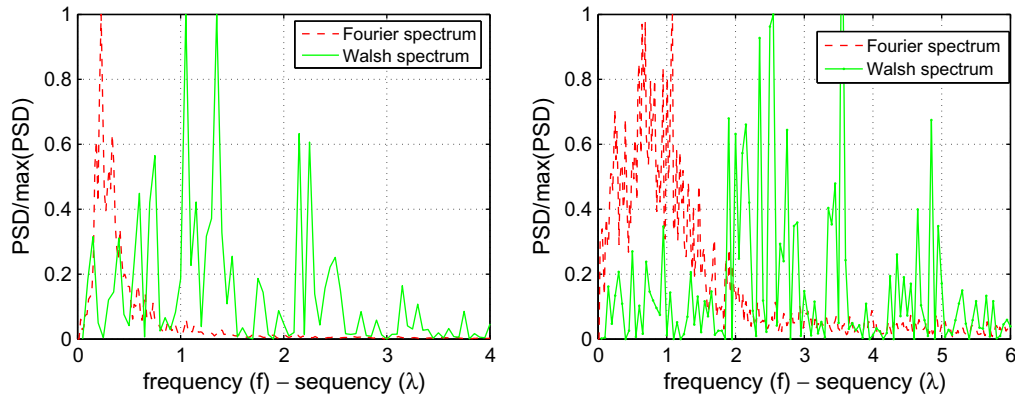 PSD/max(PSD)
1
0.8
0.6
0.4
0.2
0
0 1 2 3 4
frequency (f) − sequency (λ)
Fourier spectrum
Walsh spectrum
PSD/max(PSD)
1
0.8
0.6
0.4
0.2
0
0 1 2 3 4 5 6
frequency (f) − sequency (λ)
Fourier spectrum
Walsh spectrum